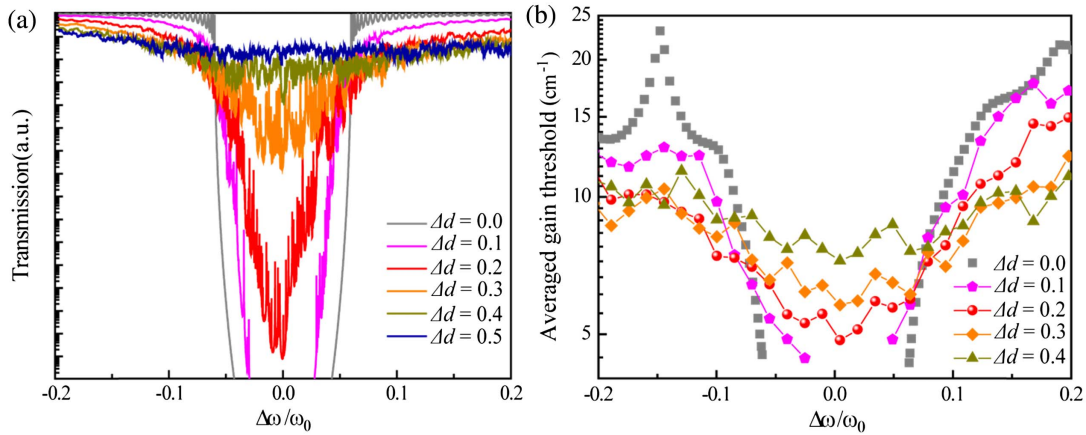 (a)
Transmission(a.u.)
Δd = 0.0
Δd = 0.1
Δd = 0.2
Δd = 0.3
Δd = 0.4
Δd = 0.5
-0.2 -0.1 0.0 0.1 0.2
Δω/ω0
(b)
Averaged gain threshold (cm⁻¹)
25
20
15
10
5
Δd = 0.0
Δd = 0.1
Δd = 0.2
Δd = 0.3
Δd = 0.4
-0.2 -0.1 0.0 0.1 0.2
Δω/ω0